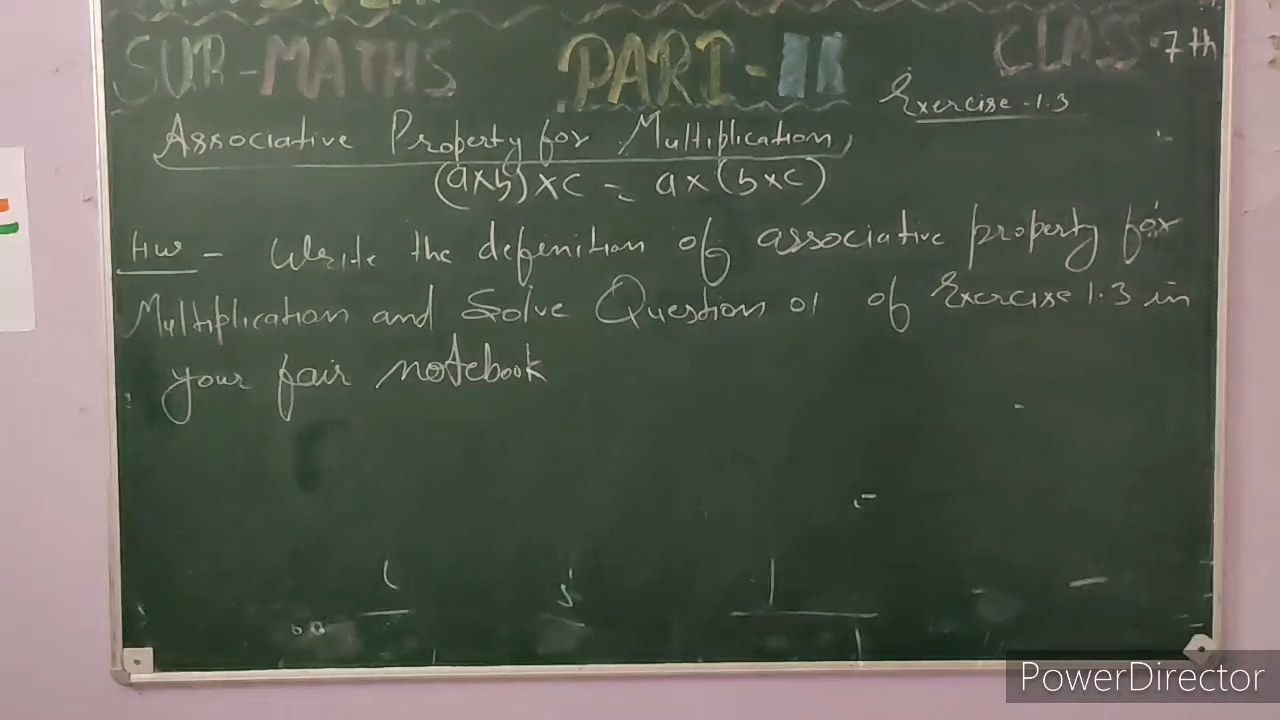 SUB-MATHS PART-II CLASS-7th
Exercise-1.3
Associative Property for Multiplication,
(a×b)×c = a×(b×c)
HW - Write the defenition of associative property for
Multiplication and Solve Question 01 of Exercise 1.3 in
your fair notebook
PowerDirector